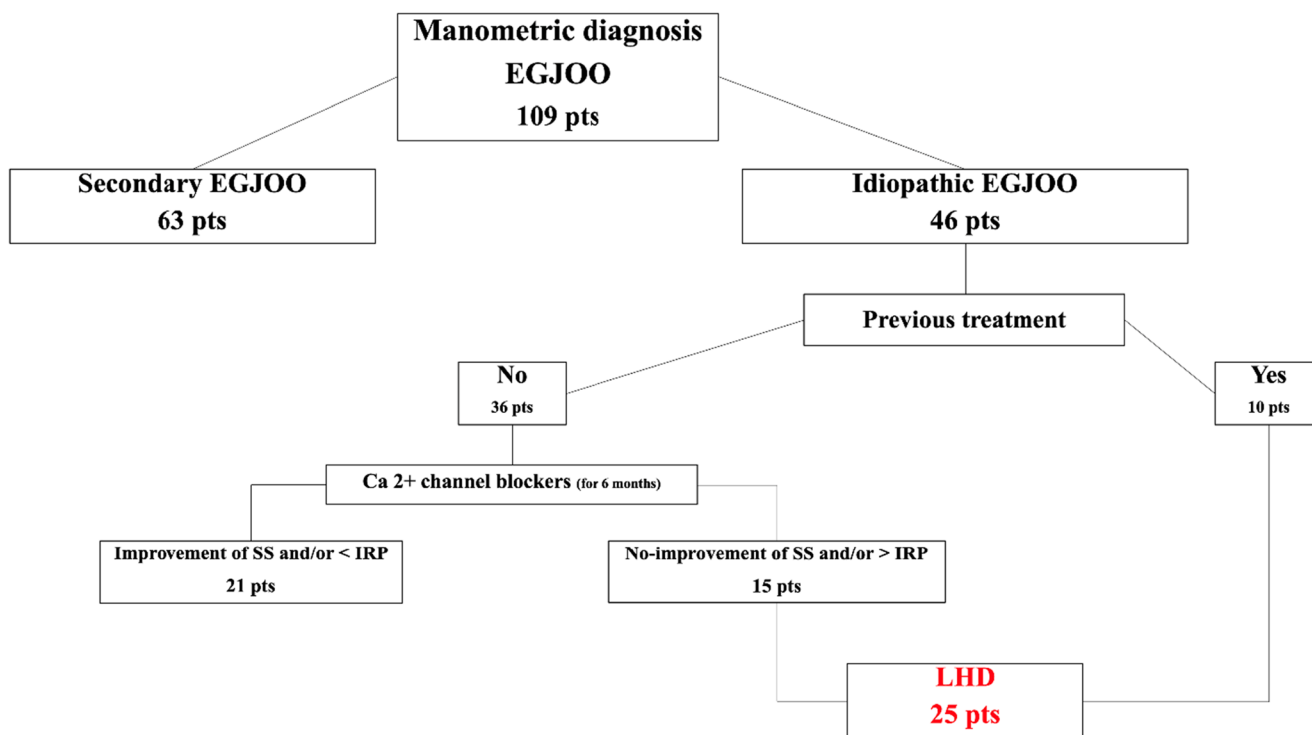 Manometric diagnosis
EGJOO
109 pts
Secondary EGJOO
63 pts
Idiopathic EGJOO
46 pts
Previous treatment
No
36 pts
Yes
10 pts
Ca 2+ channel blockers (for 6 months)
Improvement of SS and/or < IRP
21 pts
No-improvement of SS and/or > IRP
15 pts
LHD
25 pts